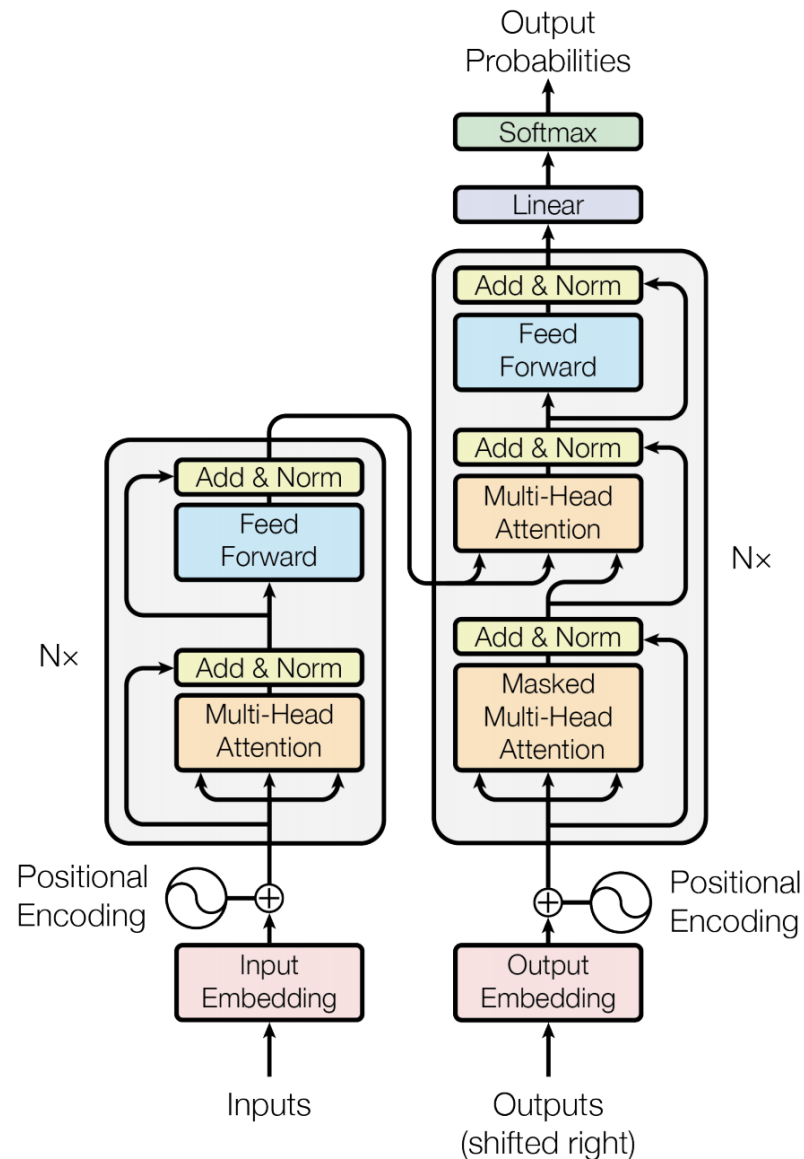 Output
Probabilities
Softmax
Linear
Add & Norm
Feed
Forward
Add & Norm
Multi-Head
Attention
Add & Norm
Masked
Multi-Head
Attention
N×
Add & Norm
Feed
Forward
Add & Norm
Multi-Head
Attention
N×
Positional
Encoding
Positional
Encoding
Input
Embedding
Output
Embedding
Inputs
Outputs
(shifted right)